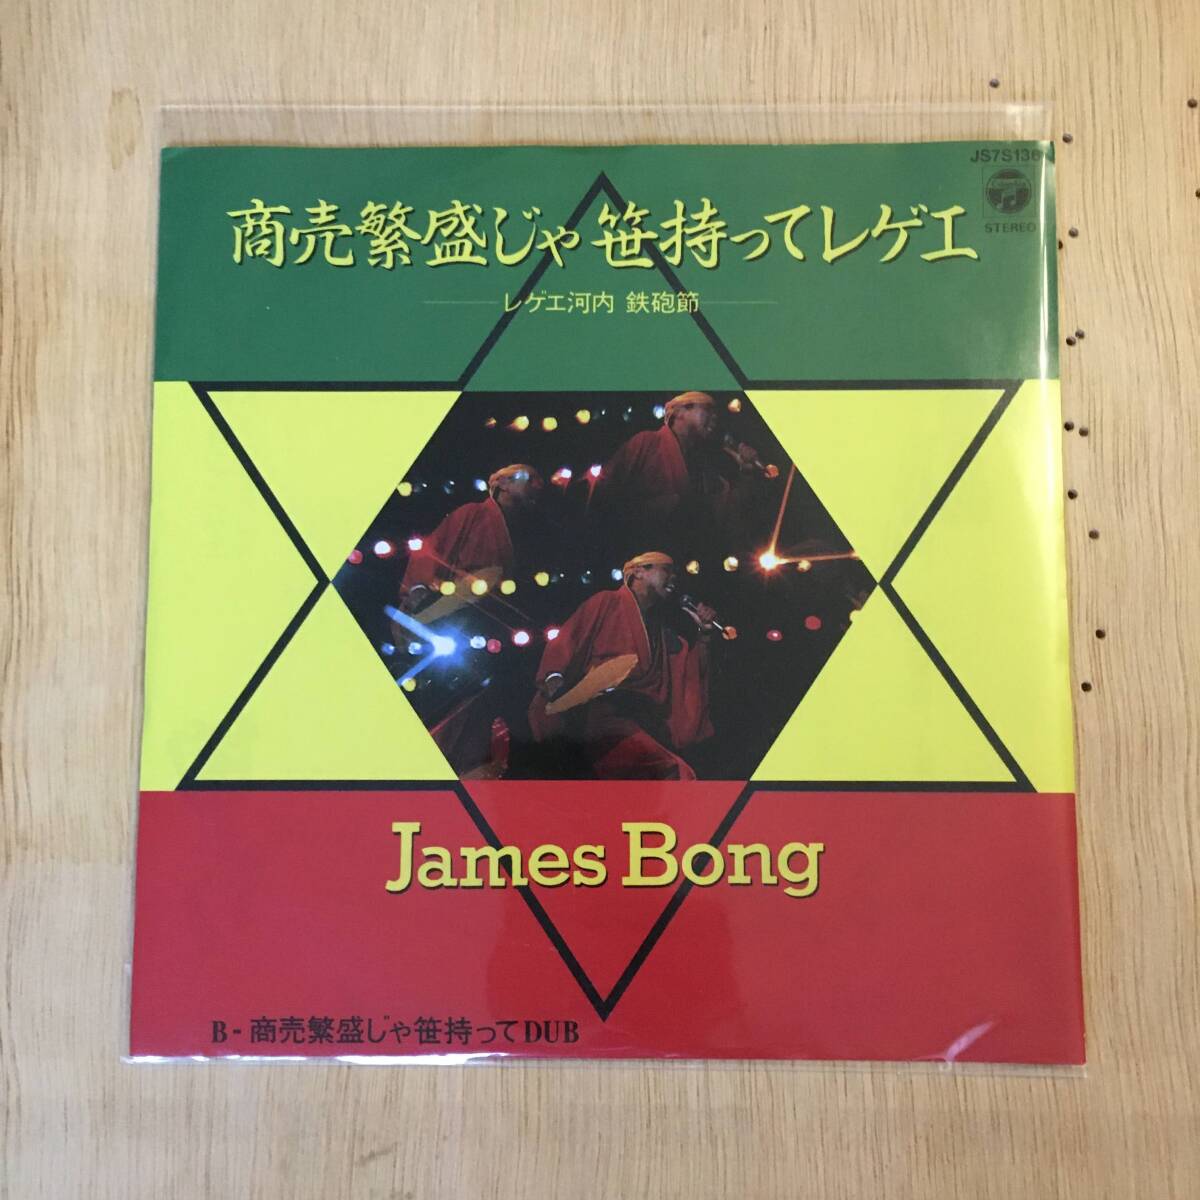 JS7S136
STEREO
商売繁盛じゃ笹持ってレゲエ
レゲエ河内 鉄砲節
James Bong
B-商売繁盛じゃ笹持ってDUB